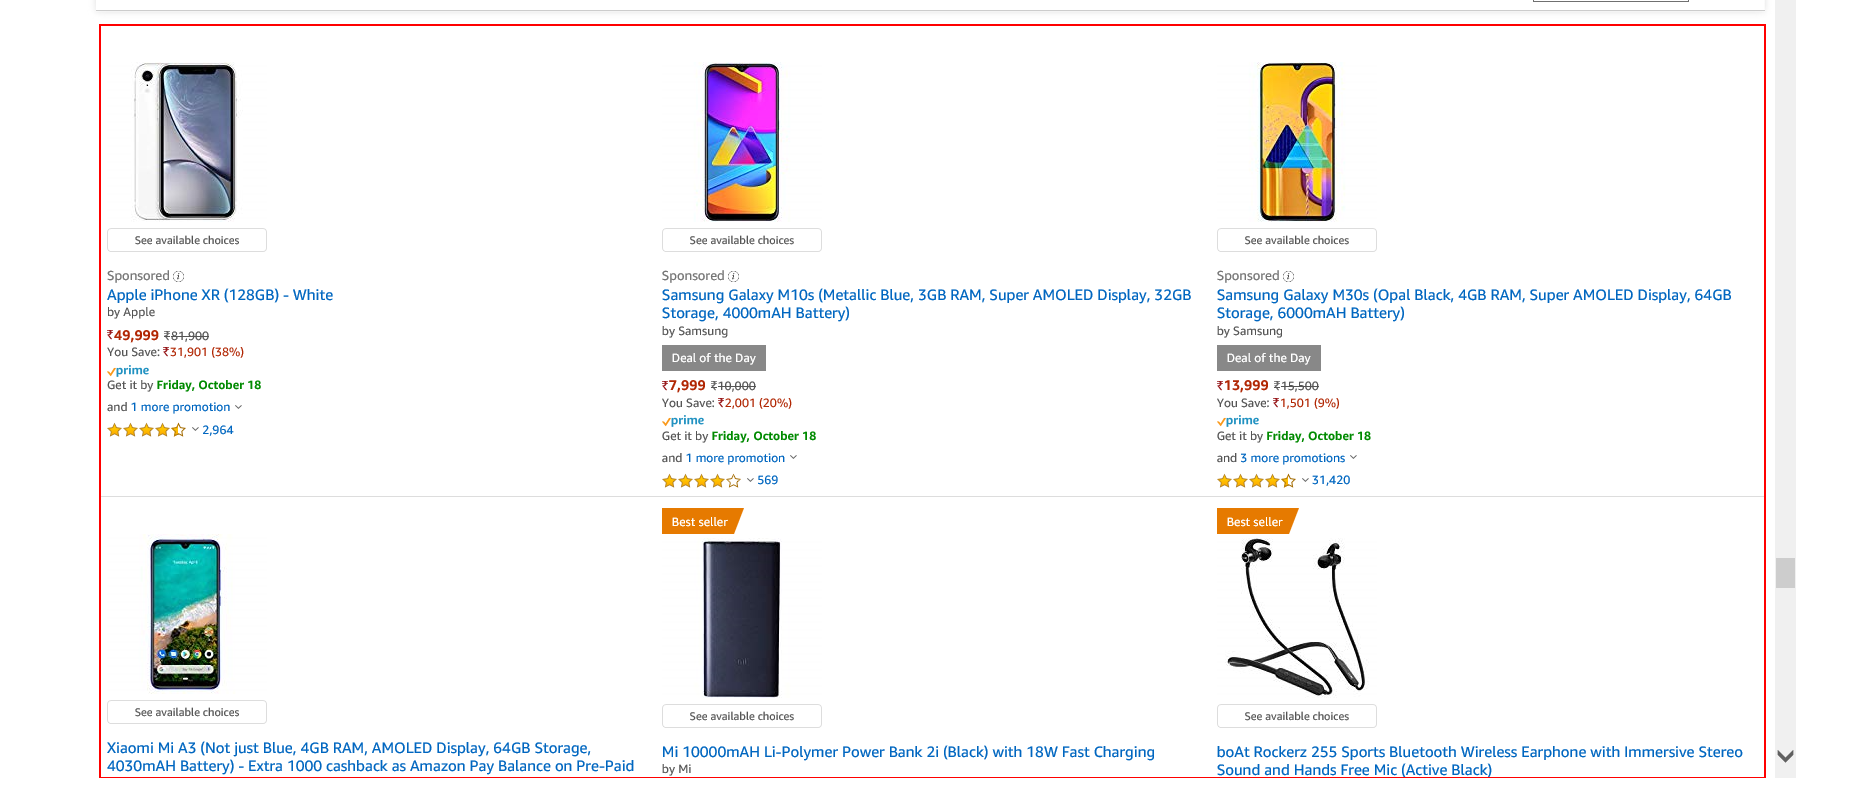 See available choices
Sponsored
Apple iPhone XR (128GB) - White
by Apple
₹49,999 ₹81,900
You Save: ₹31,901 (38%)
prime
Get it by Friday, October 18
and 1 more promotion
2,964
See available choices
Sponsored
Samsung Galaxy M10s (Metallic Blue, 3GB RAM, Super AMOLED Display, 32GB
Storage, 4000mAH Battery)
by Samsung
Deal of the Day
₹7,999 ₹10,000
You Save: ₹2,001 (20%)
prime
Get it by Friday, October 18
and 1 more promotion
569
See available choices
Sponsored
Samsung Galaxy M30s (Opal Black, 4GB RAM, Super AMOLED Display, 64GB
Storage, 6000mAH Battery)
by Samsung
Deal of the Day
₹13,999 ₹15,500
You Save: ₹1,501 (9%)
prime
Get it by Friday, October 18
and 3 more promotions
31,420
See available choices
Xiaomi Mi A3 (Not just Blue, 4GB RAM, AMOLED Display, 64GB Storage,
4030mAH Battery) - Extra 1000 cashback as Amazon Pay Balance on Pre-Paid
Best seller
See available choices
Mi 10000mAH Li-Polymer Power Bank 2i (Black) with 18W Fast Charging
by Mi
Best seller
See available choices
boAt Rockerz 255 Sports Bluetooth Wireless Earphone with Immersive Stereo
Sound and Hands Free Mic (Active Black)